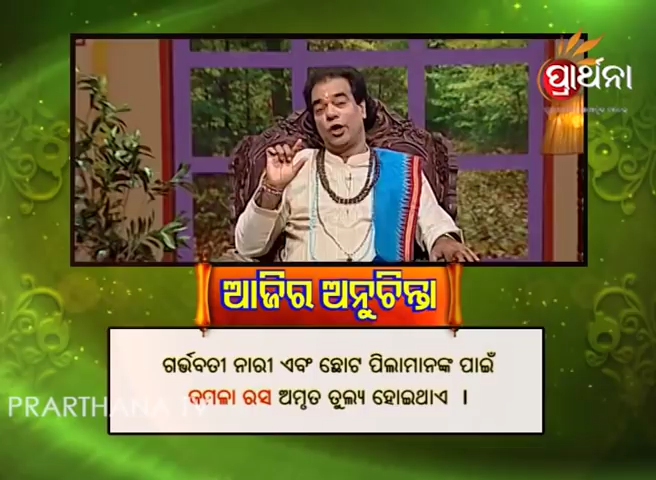 ପ୍ରାର୍ଥନା
ଆଜିର ଅନୁଚିନ୍ତା
ଗର୍ଭବତୀ ନାରୀ ଏବଂ ଛୋଟ ପିଲାମାନଙ୍କ ପାଇଁ
କମଳା ରସ ଅମୃତ ତୁଲ୍ୟ ହୋଇଥାଏ ।
PRARTHANA TV